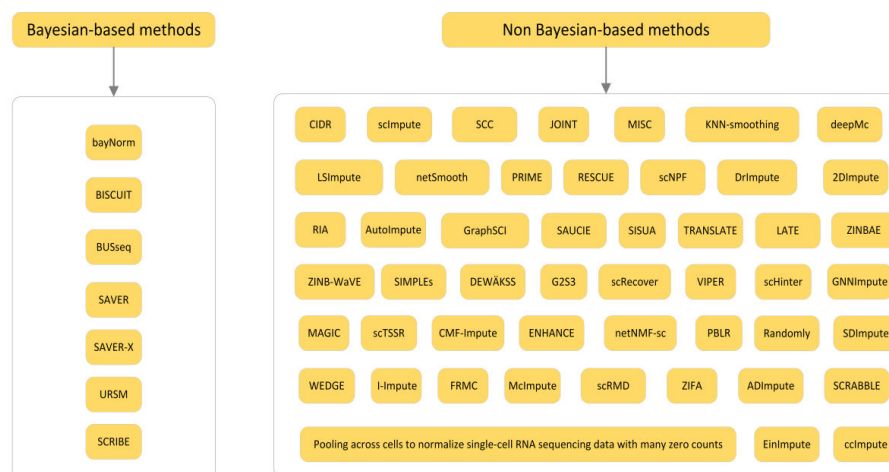 Bayesian-based methods
Non Bayesian-based methods
bayNorm
BISCUIT
BUSseq
SAVER
SAVER-X
URSM
SCRIBE
CIDR
scImpute
SCC
JOINT
MISC
KNN-smoothing
deepMc
LSImpute
netSmooth
PRIME
RESCUE
scNPF
DrImpute
2DImpute
RIA
AutoImpute
GraphSCI
SAUCIE
SISUA
TRANSLATE
LATE
ZINBAE
ZINB-WaVE
SIMPLEs
DEWÄKSS
G2S3
scRecover
VIPER
scHinter
GNNImpute
MAGIC
scTSSR
CMF-Impute
ENHANCE
netNMF-sc
PBLR
Randomly
SDImpute
WEDGE
I-Impute
FRMC
McImpute
scRMD
ZIFA
ADImpute
SCRABBLE
Pooling across cells to normalize single-cell RNA sequencing data with many zero counts
EinImpute
ccImpute